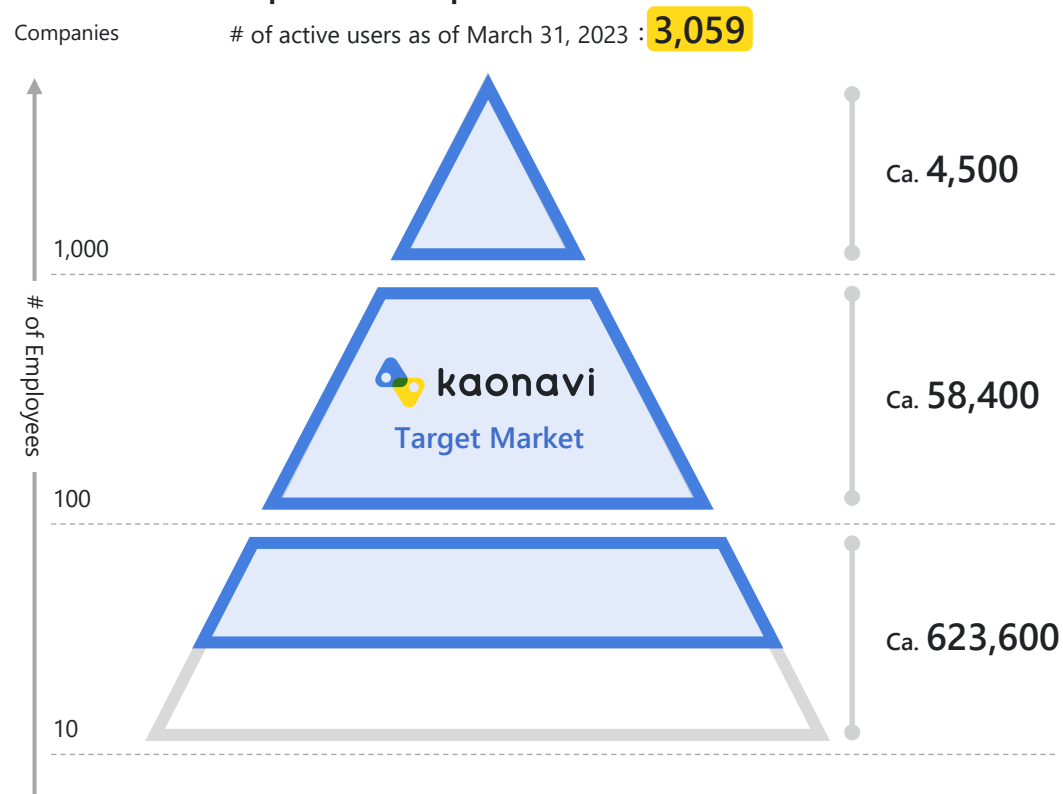 Companies
# of active users as of March 31, 2023 : 3,059
Ca. 4,500
1,000
# of Employees
kaonavi
Target Market
Ca. 58,400
100
Ca. 623,600
10